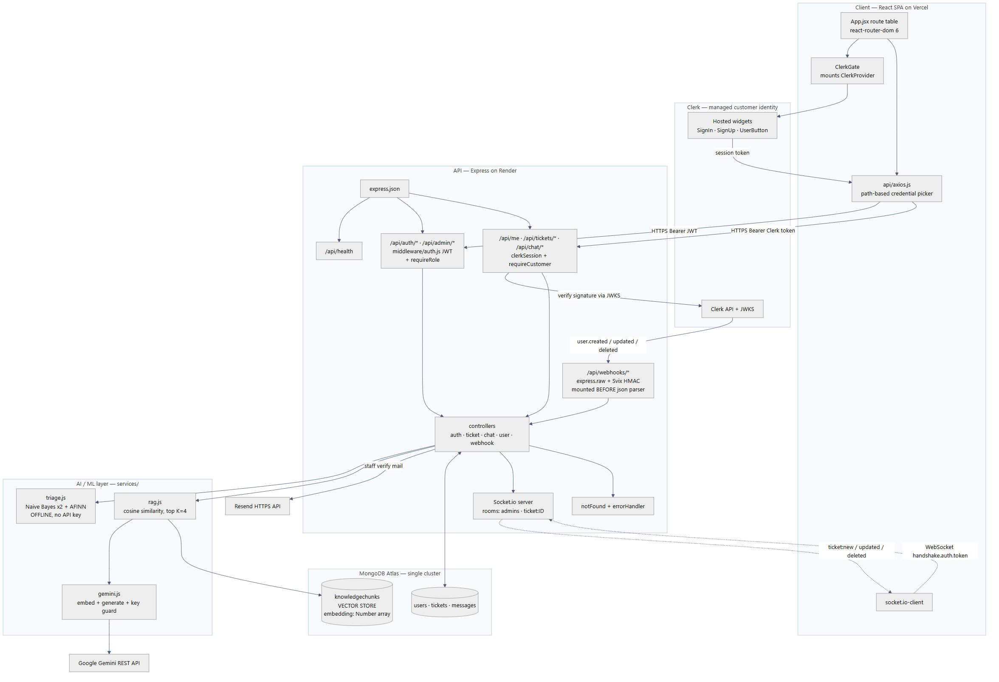 Client — React SPA on Vercel
App.jsx route table
react-router-dom 6
ClerkGate
mounts ClerkProvider
Clerk — managed customer identity
Hosted widgets
SignIn · SignUp · UserButton
session token
API — Express on Render
express.json
api/axios.js
path-based credential picker
HTTPS Bearer JWT
HTTPS Bearer Clerk token
/api/health
/api/auth/* · /api/admin/*
middleware/auth.js JWT
+ requireRole
/api/me · /api/tickets/* ·
/api/chat/*
clerkSession +
requireCustomer
verify signature via JWKS
Clerk API + JWKS
user.created / updated /
deleted
/api/webhooks/*
express.raw + Svix HMAC
mounted BEFORE json parser
controllers
auth · ticket · chat · user ·
webhook
staff verify mail
AI / ML layer — services/
triage.js
Naive Bayes x2 + AFINN
OFFLINE, no API key
rag.js
cosine similarity, top K=4
Resend HTTPS API
Socket.io server
rooms: admins · ticket:ID
notFound + errorHandler
ticket:new / updated /
deleted
WebSocket
handshake.auth.token
MongoDB Atlas — single cluster
gemini.js
embed + generate + key
guard
knowledgechunks
VECTOR STORE
embedding: Number array
users · tickets · messages
socket.io-client
Google Gemini REST API